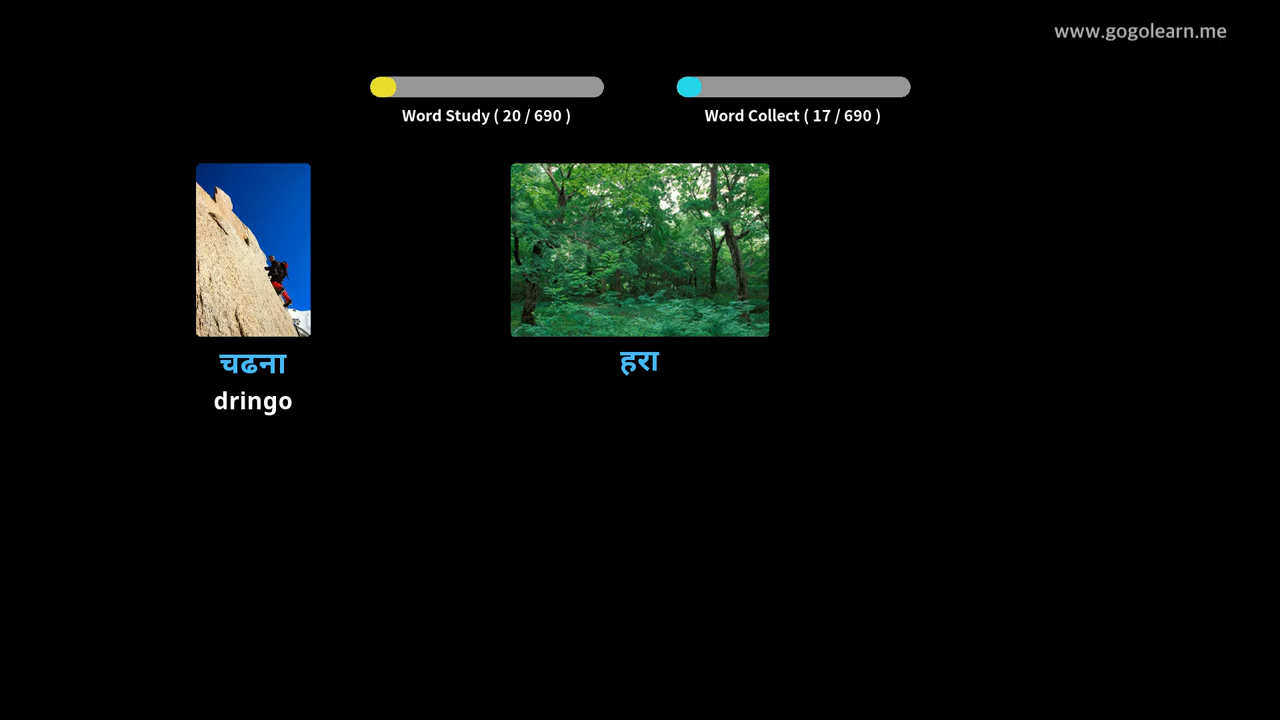 www.gogolearn.me
Word Study ( 20 / 690 )
Word Collect ( 17 / 690 )
चढना
हरा
dringo